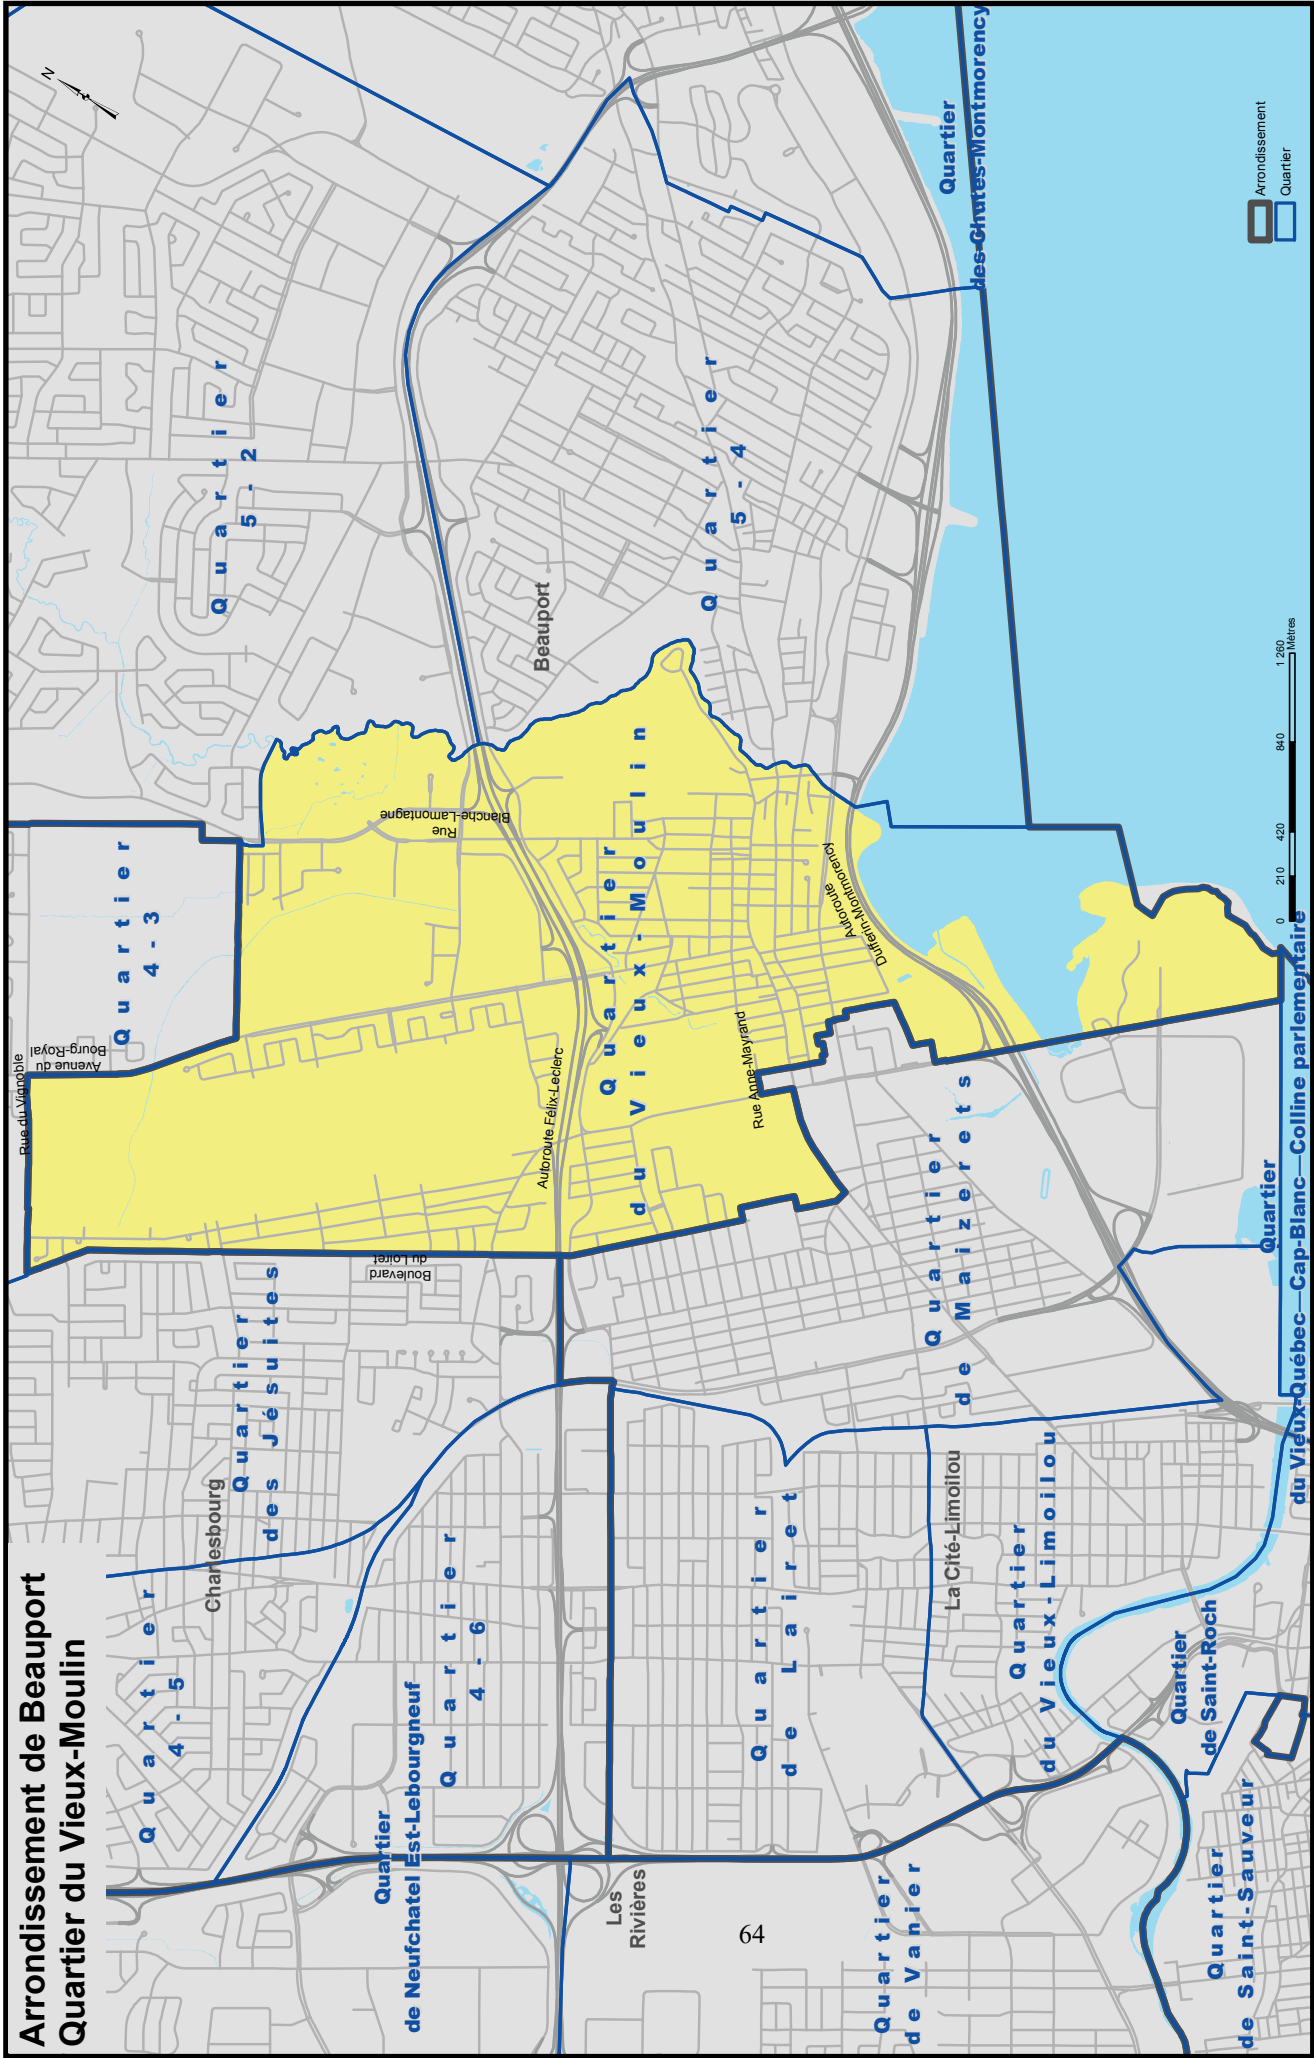 Arrondissement de Beauport
Quartier du Vieux-Moulin
N
Quartier
4-5
Charlesbourg
Quartier
des Jésuites
Rue du Vignoble
Avenue du
Bourg-Royal
Quartier
4-3
Quartier
5-2
Quartier
de Neufchatel Est-Lebourgneuf
Quartier
4-6
Boulevard
du Loiret
Rue
Blanche-Lamontagne
Beauport
Autoroute Félix-Leclerc
Les
Rivières
Quartier
du Vieux-Moulin
Quartier
5-4
64
Quartier
de Lairet
Rue Anne-Mayrand
Autoroute
Dufferin-Montmorency
Quartier
de Vanier
La Cité-Limoilou
Quartier
de Maizerets
Quartier
des-Chutes-Montmorency
Quartier
du Vieux-Limoilou
Quartier
de Saint-Roch
Quartier
de Saint-Sauveur
Quartier
du Vieux-Québec—Cap-Blanc—Colline parlementaire
0 210 420 840 1 260
Mètres
Arrondissement
Quartier